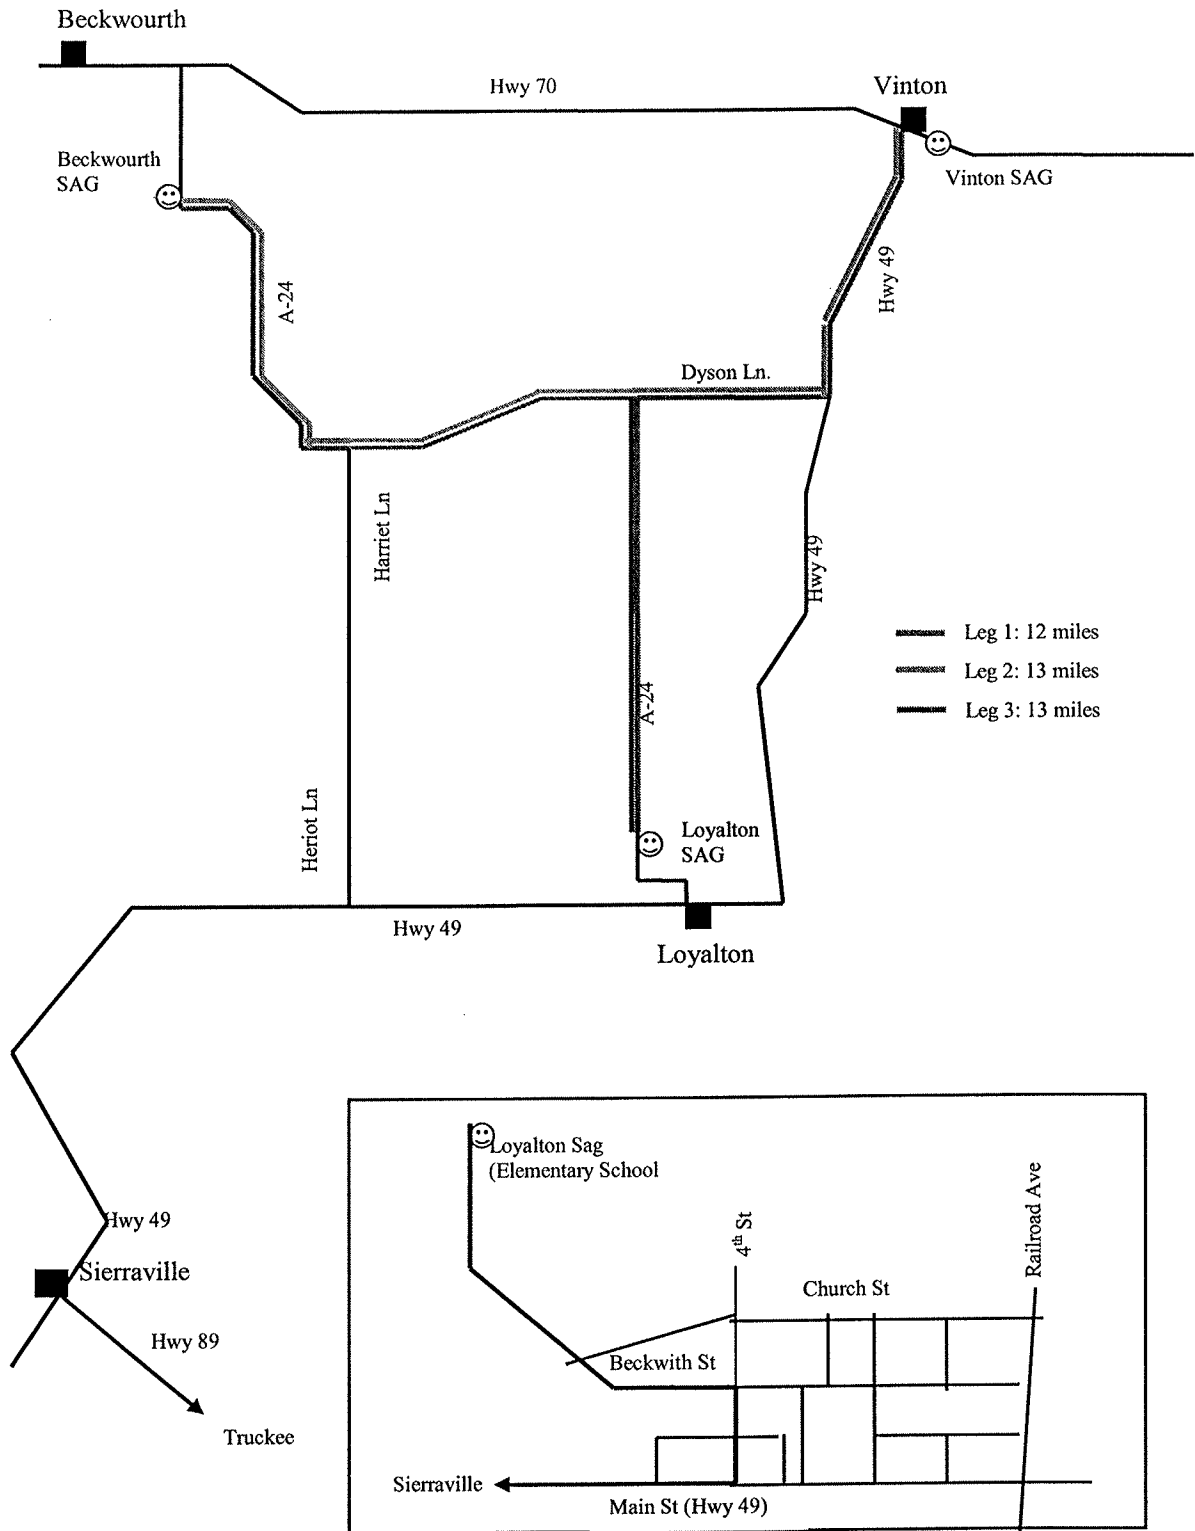 Beckwourth
Hwy 70
Vinton
Beckwourth
SAG
Vinton SAG
Hwy 49
A-24
Dyson Ln.
Harriet Ln
Hwy 49
Leg 1: 12 miles
Leg 2: 13 miles
Leg 3: 13 miles
A-24
Heriot Ln
Loyalton
SAG
Hwy 49
Loyalton
Loyalton Sag
(Elementary School
Railroad Ave
4th St
Hwy 49
Sierraville
Church St
Hwy 89
Beckwith St
Truckee
Sierraville
Main St (Hwy 49)